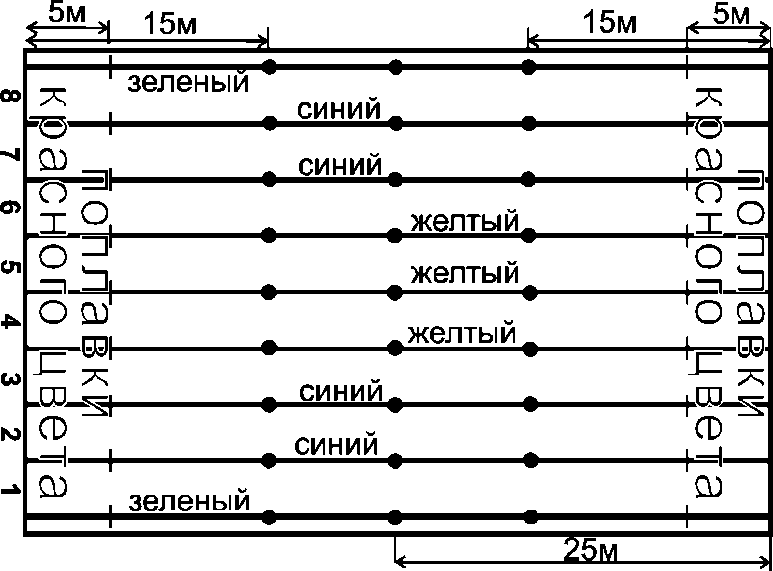 5м
5м
15м
15м
зеленый
синий
синий
желтый
желтый
желтый
синий
синий
зеленый
8
7
6
5
4
3
2
1
поплавки
красного цвета
поплавки
красного цвета
25м